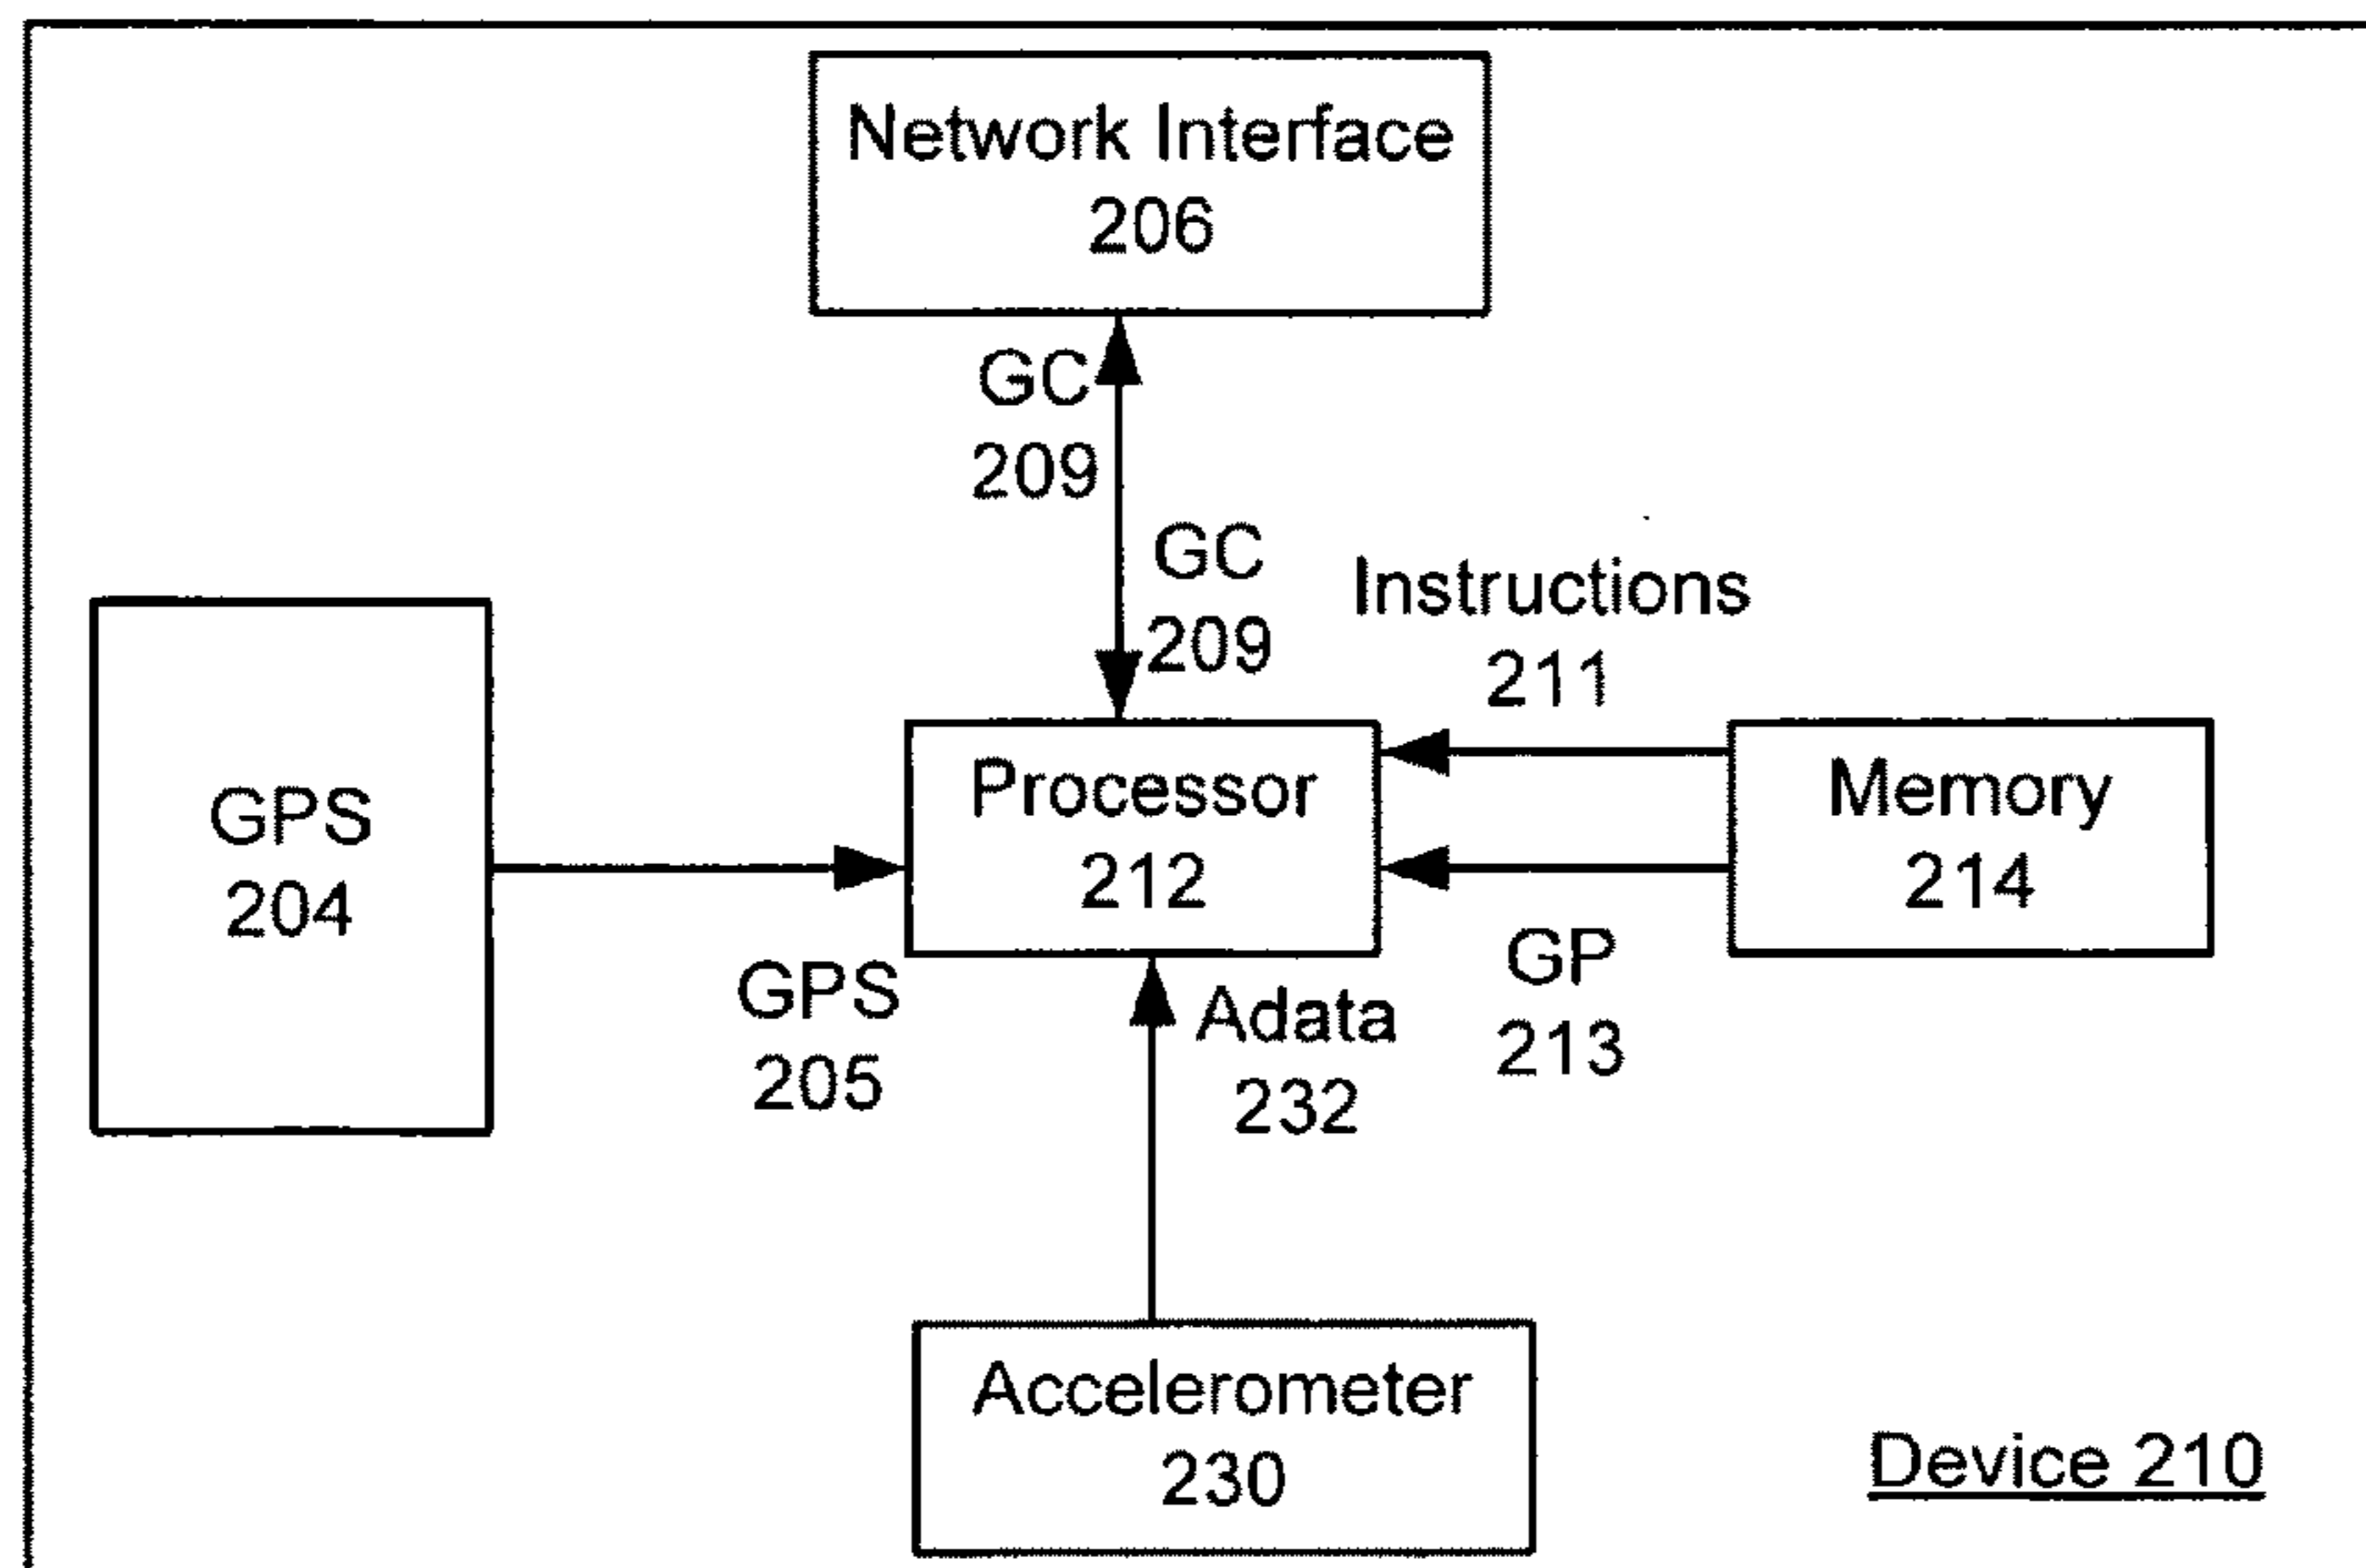 Network Interface
206
GC
209
GC
209
Instructions
211
GPS
204
Processor
212
Memory
214
GPS
205
Adata
232
GP
213
Accelerometer
230
Device 210